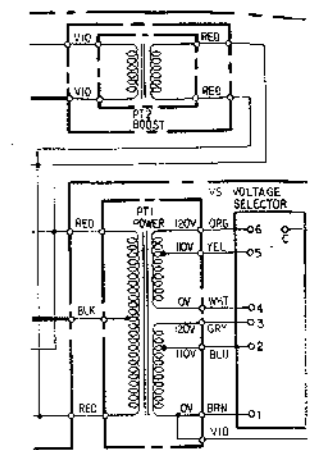 VIO RED
VIO RED
PT2
BOOST
VS VOLTAGE
SELECTOR
RED PT1
POWER 120V ORG 6
C
110V YEL 5
0V WHT 4
BLK 120V GRY 3
110V BLU 2
RED 0V BRN 1
VIO